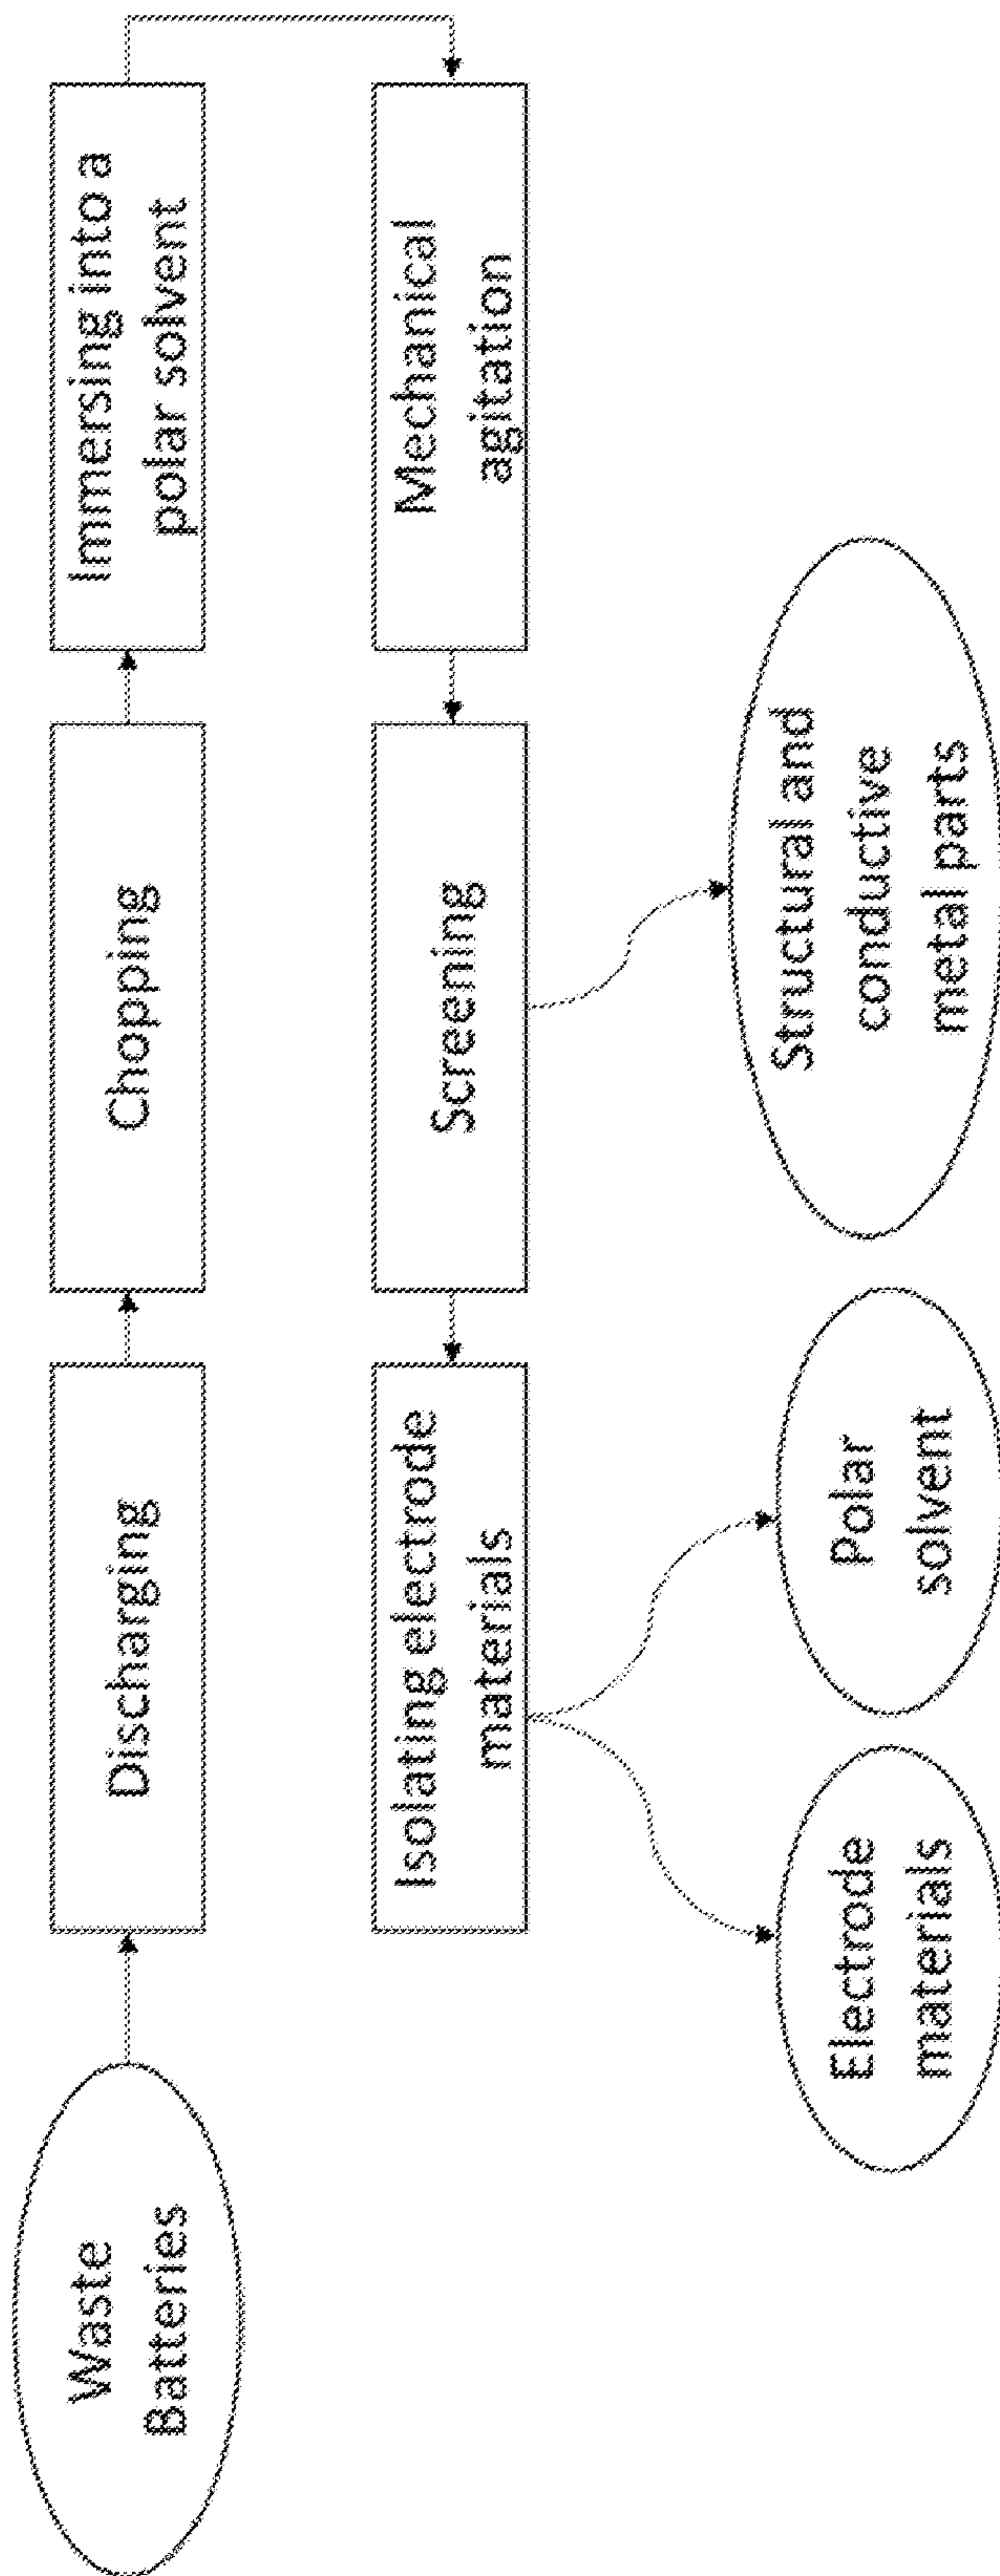 Waste
Batteries
Discharging
Chopping
Immersing into a
polar solvent
Mechanical
agitation
Screening
Isolating electrode
materials
Electrode
materials
Polar
solvent
Structural and
conductive
metal parts